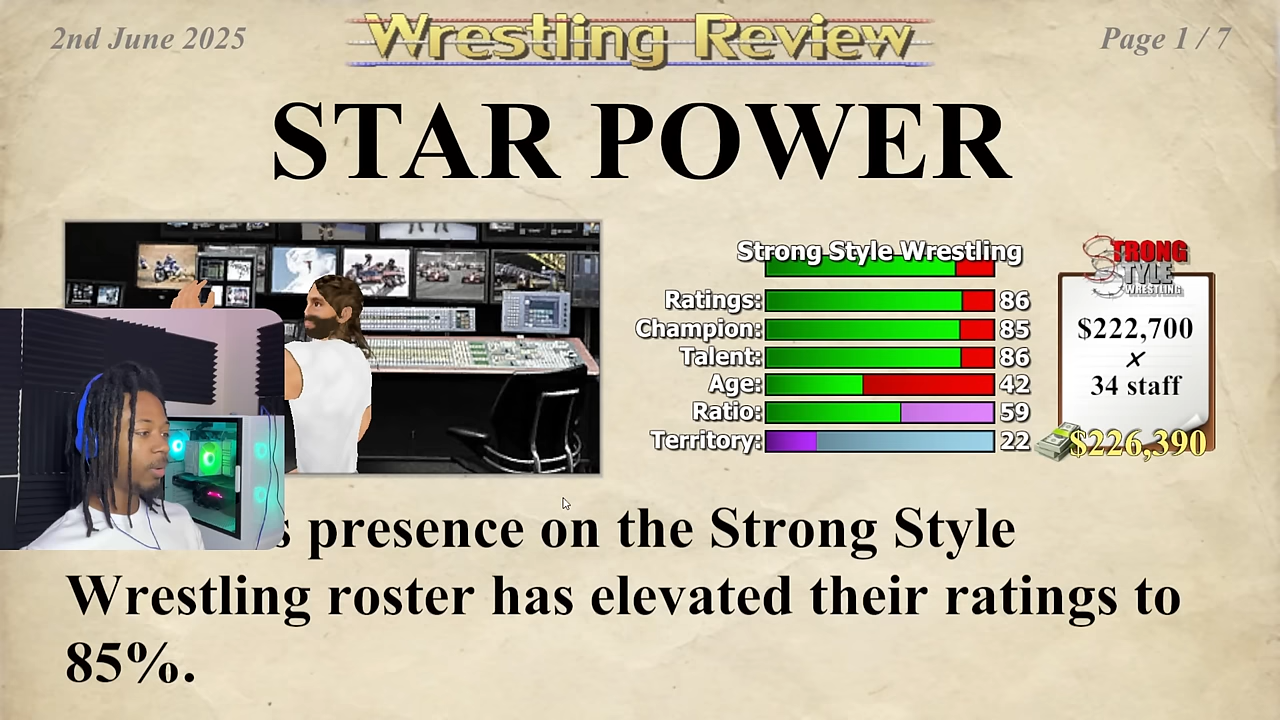 2nd June 2025
Wrestling Review
Page 1 / 7
STAR POWER
Strong Style Wrestling
Ratings: 86
Champion: 85
Talent: 86
Age: 42
Ratio: 59
Territory: 22
STRONG
STYLE
WRESTLING
$222,700
×
34 staff
$226,390
presence on the Strong Style
Wrestling roster has elevated their ratings to
85%.